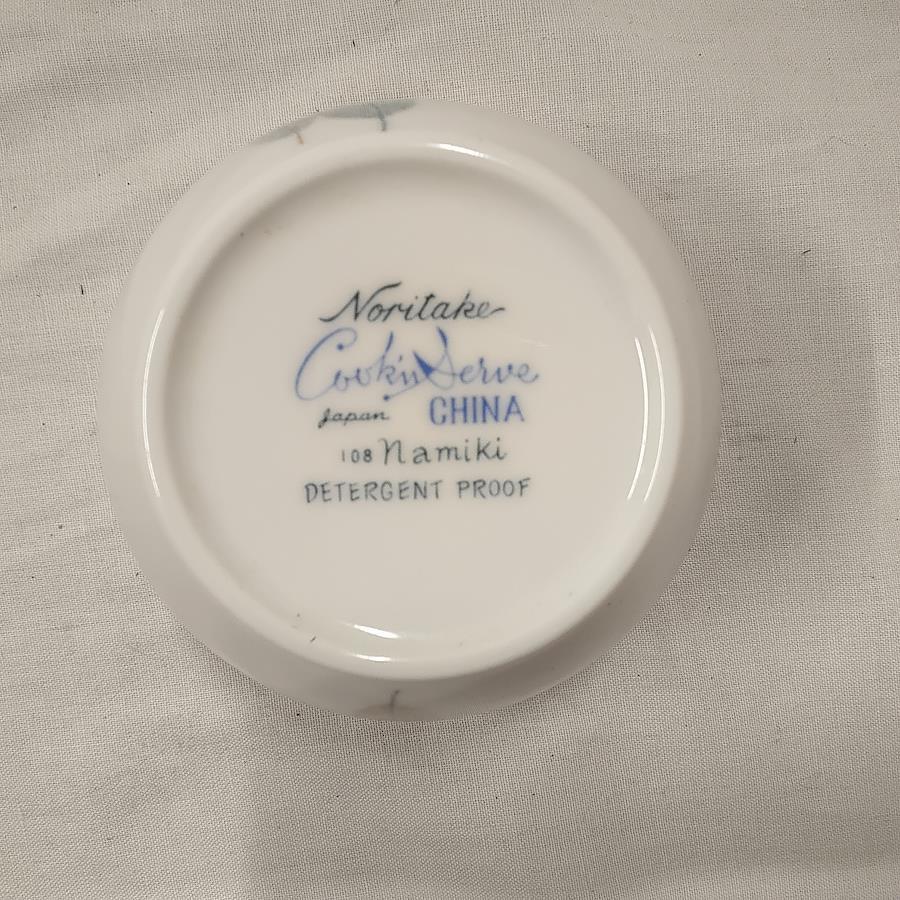 Noritake
Cook'n Serve
Japan CHINA
108 Namiki
DETERGENT PROOF